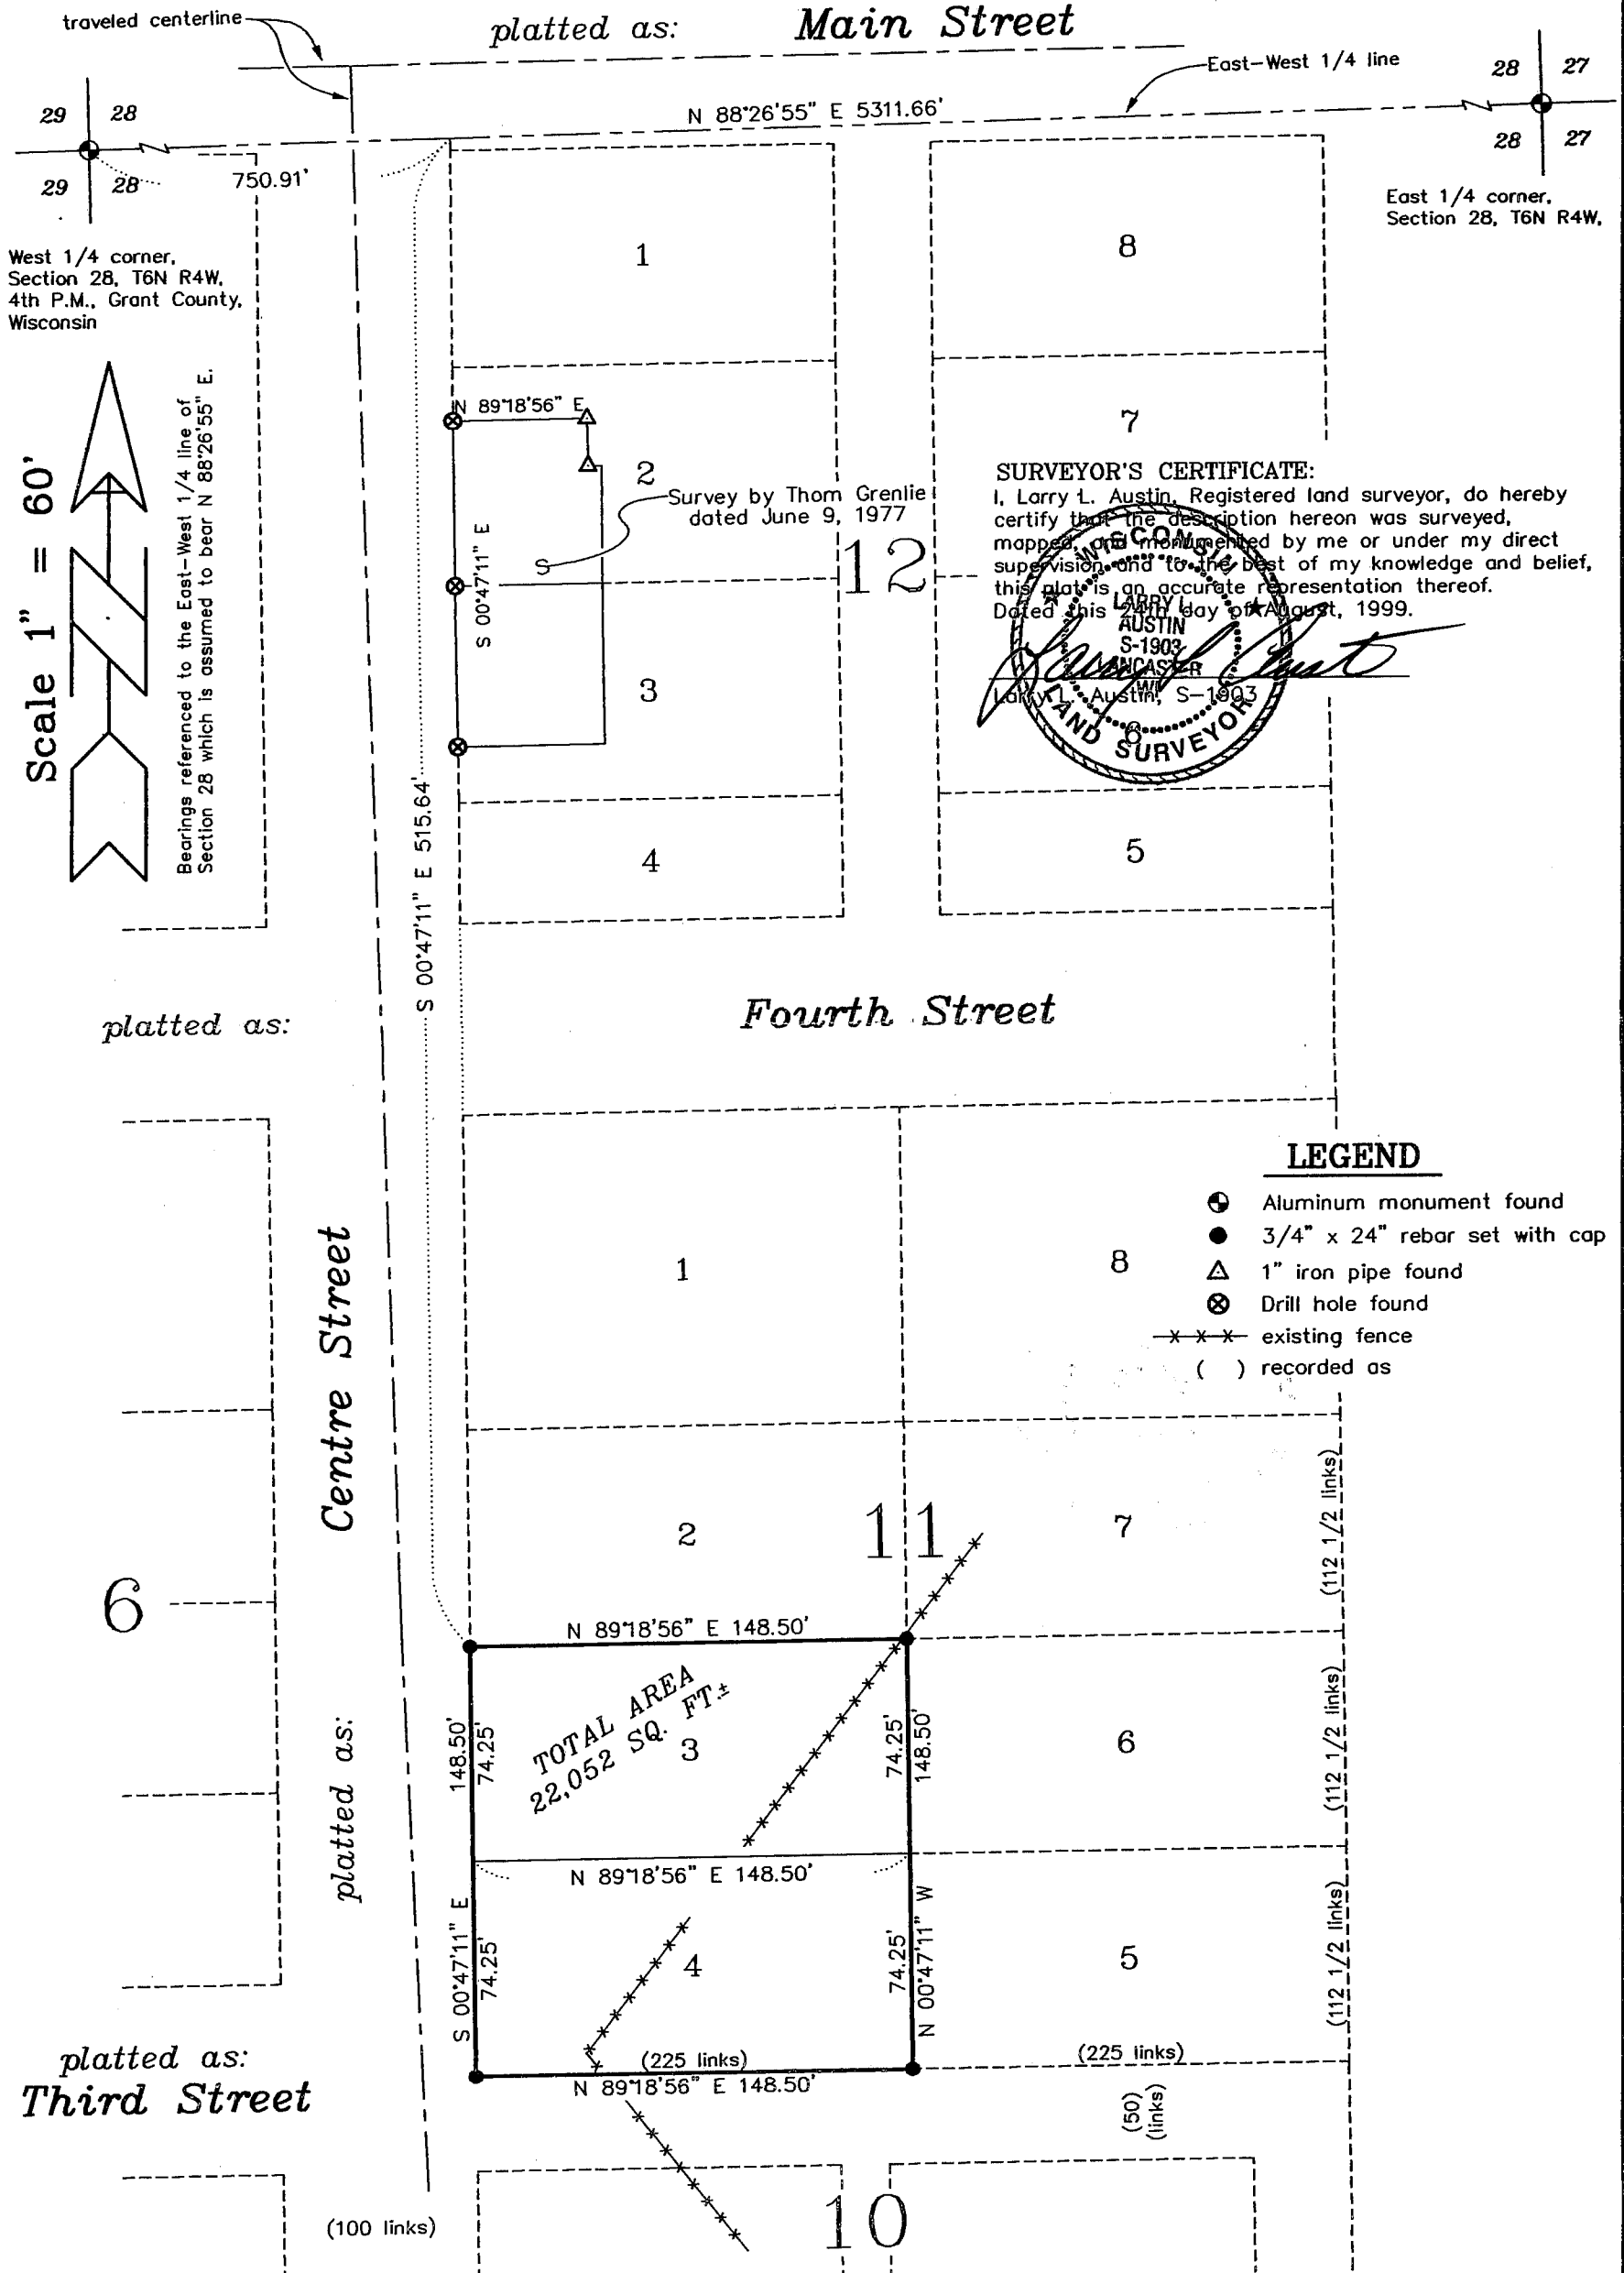 traveled centerline
platted as: Main Street
East-West 1/4 line
29 28
28 27
N 88°26'55" E 5311.66'
29 28
28 27
750.91'
East 1/4 corner,
Section 28, T6N R4W,
West 1/4 corner,
Section 28, T6N R4W,
4th P.M., Grant County,
Wisconsin
1
8
Scale 1" = 60'
N
Bearings referenced to the East-West 1/4 line of
Section 28 which is assumed to bear N 88°26'55" E.
N 89°18'56" E
2
7
Survey by Thom Grenlie
dated June 9, 1977
S
S 00°47'11" E
12
3
SURVEYOR'S CERTIFICATE:
I, Larry L. Austin, Registered land surveyor, do hereby
certify that the description hereon was surveyed,
mapped, and monumented by me or under my direct
supervision and to the best of my knowledge and belief,
this plat is an accurate representation thereof.
Dated this 24th day of August, 1999.
Larry L. Austin
Larry L. Austin, S-1903
WISCONSIN
LARRY L.
AUSTIN
S-1903
LANCASTER
WI
LAND SURVEYOR
6
S 00°47'11" E 515.64'
4
5
platted as:
Fourth Street
LEGEND
Aluminum monument found
3/4" x 24" rebar set with cap
1" iron pipe found
Drill hole found
existing fence
( ) recorded as
1
8
Centre Street
platted as:
6
2
11
7
(112 1/2 links)
N 89°18'56" E 148.50'
TOTAL AREA
22,052 SQ. FT.±
3
148.50'
74.25'
74.25'
148.50'
6
(112 1/2 links)
N 89°18'56" E 148.50'
S 00°47'11" E
74.25'
4
74.25'
N 00°47'11" W
5
(112 1/2 links)
(225 links)
(225 links)
N 89°18'56" E 148.50'
platted as:
Third Street
(50)
(links)
(100 links)
10